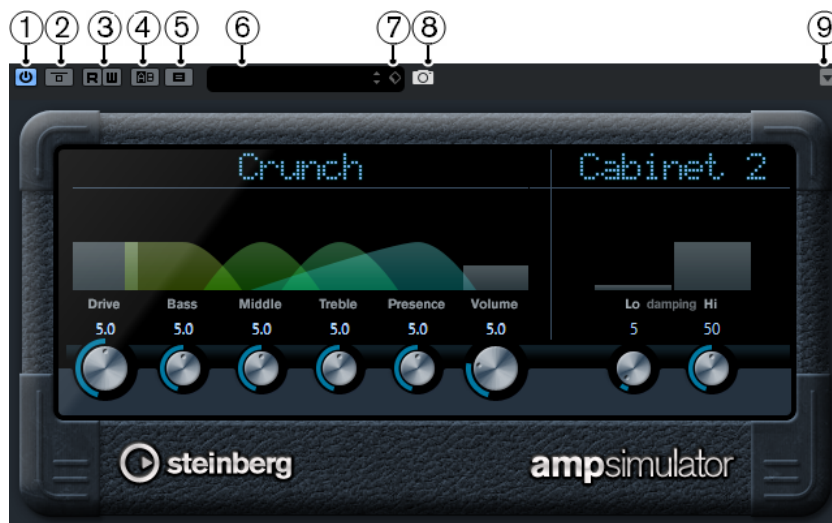 1 2 3 4 5 6 7 8 9
R W A B
Crunch Cabinet 2
Drive Bass Middle Treble Presence Volume Lo damping Hi
5.0 5.0 5.0 5.0 5.0 5.0 5 50
steinberg ampsimulator